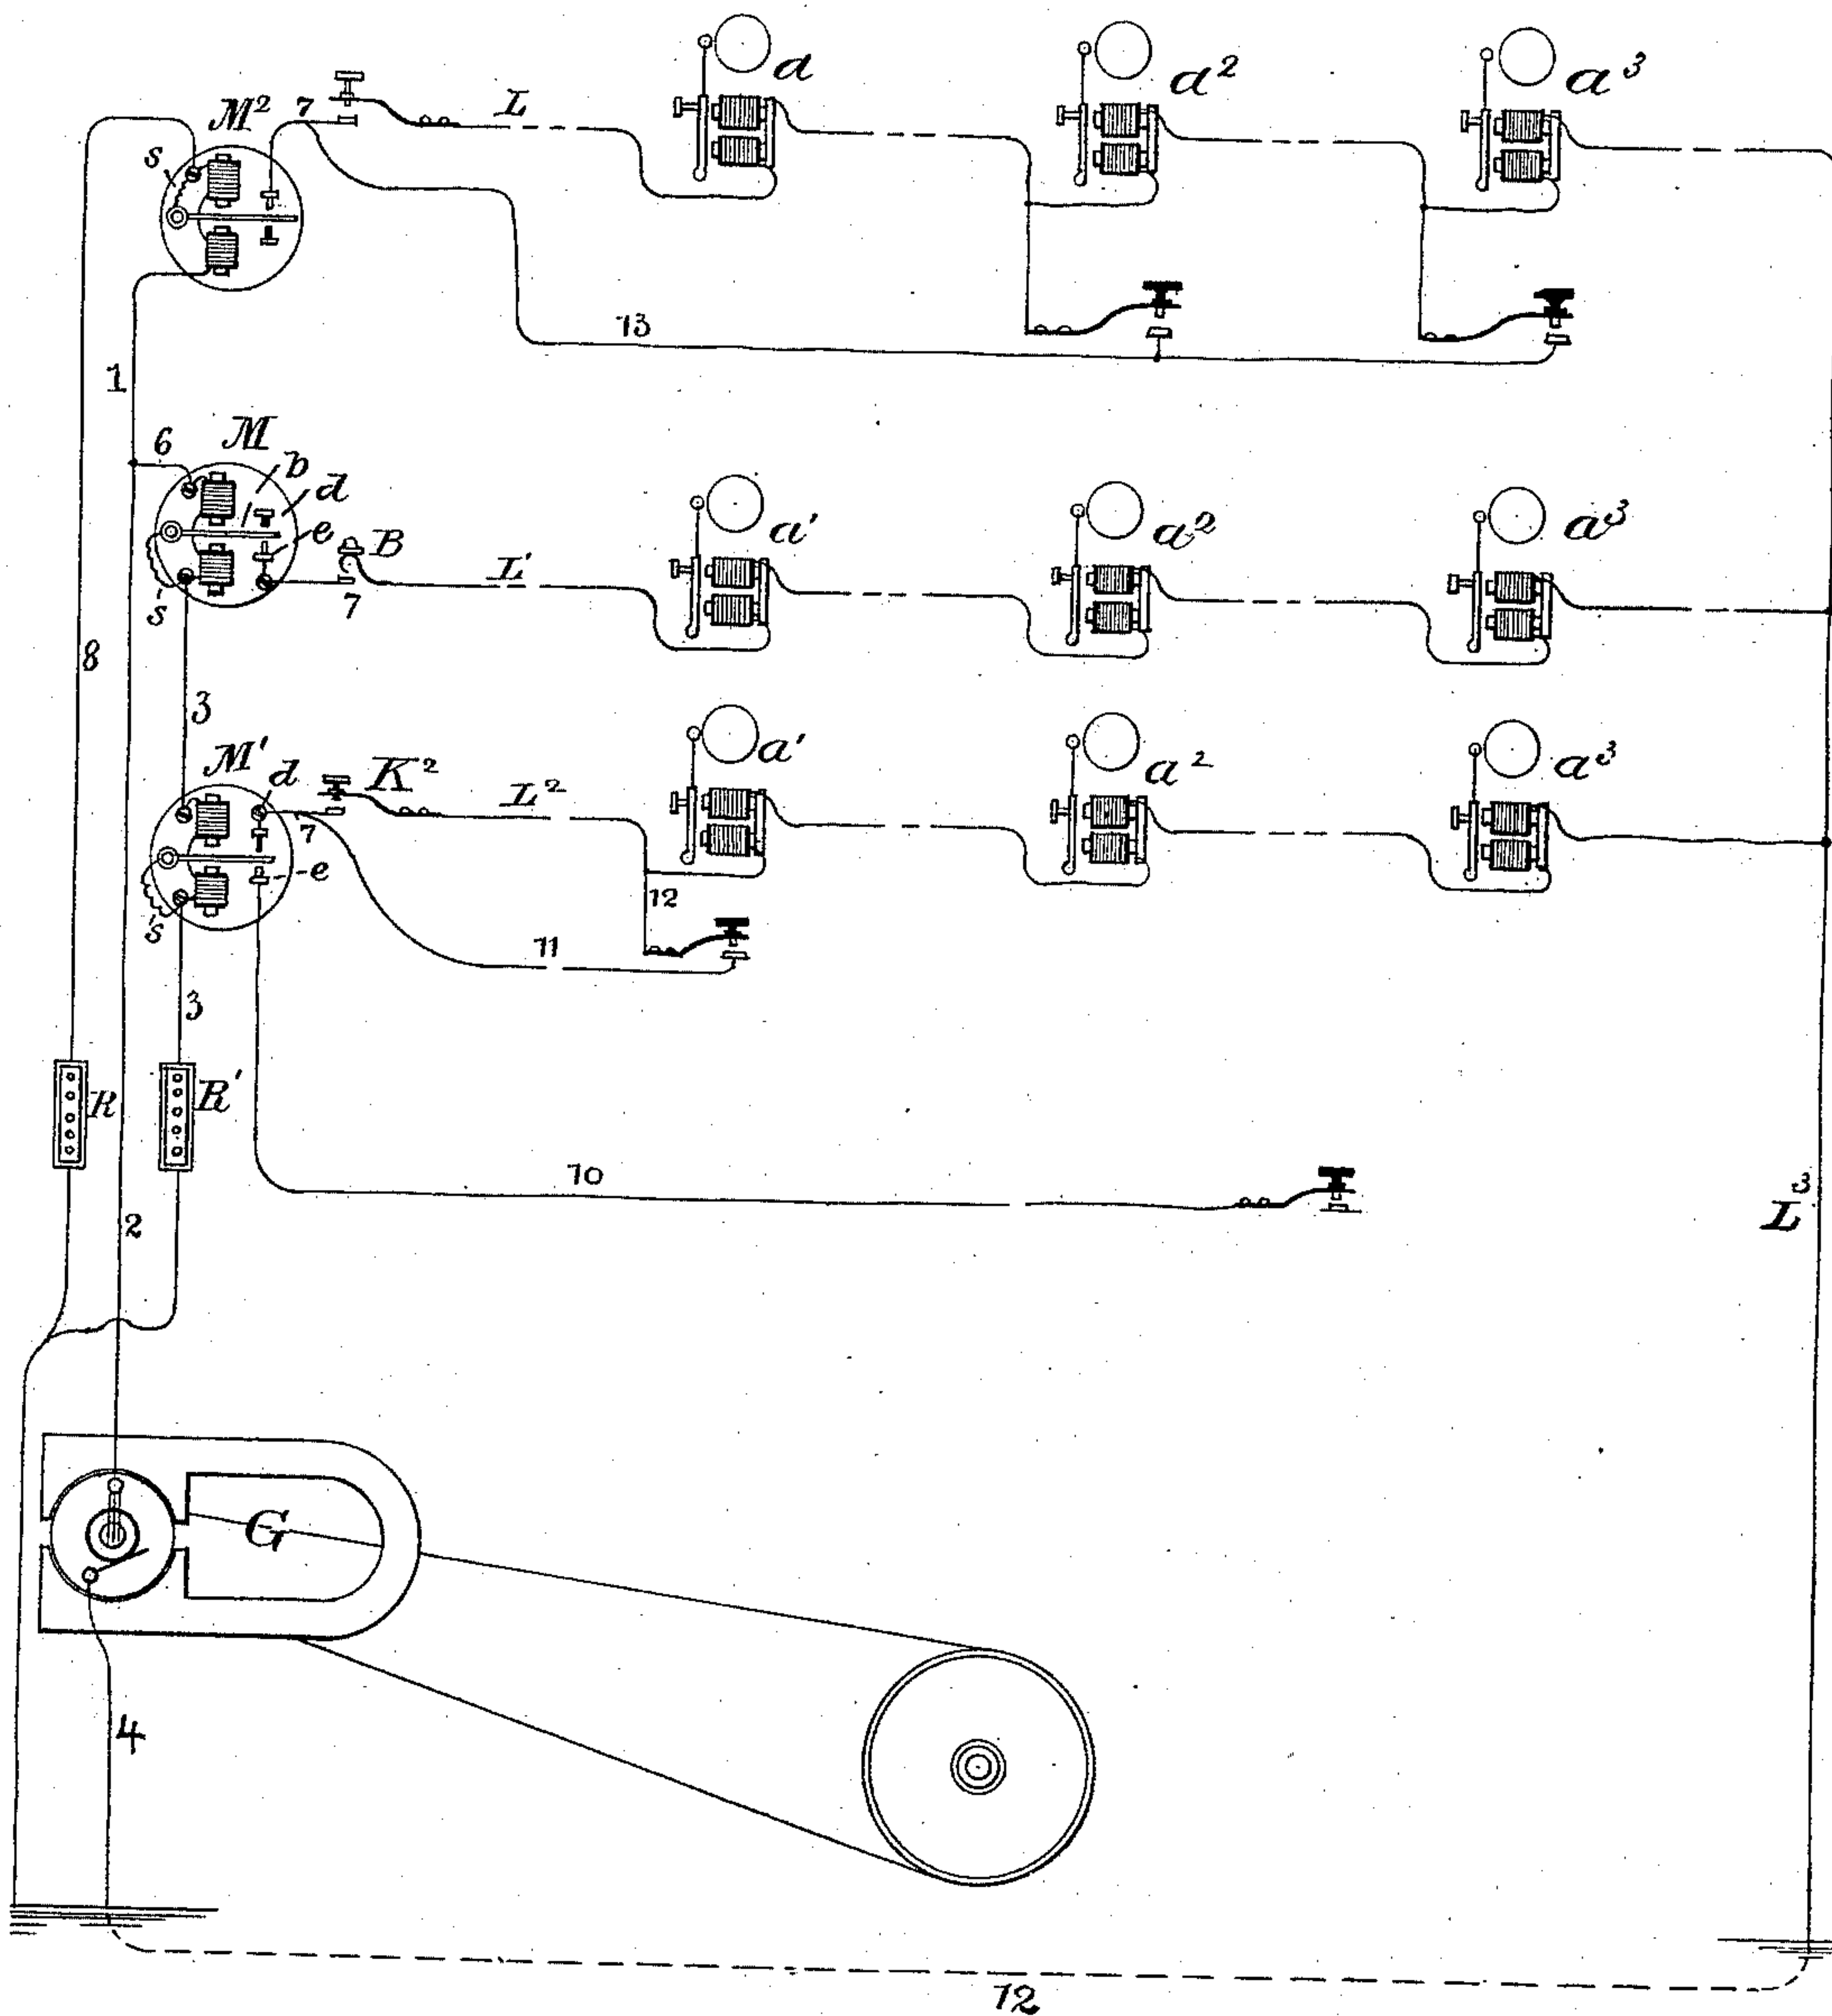 a a² a³
M² 7 L
s
13
1
6 M b d
e B a' a² a³
7 L'
s
8
3
M' d K² L² a' a² a³
7
e
12
s
11
3
R R'
10
2 L³
G
4
12